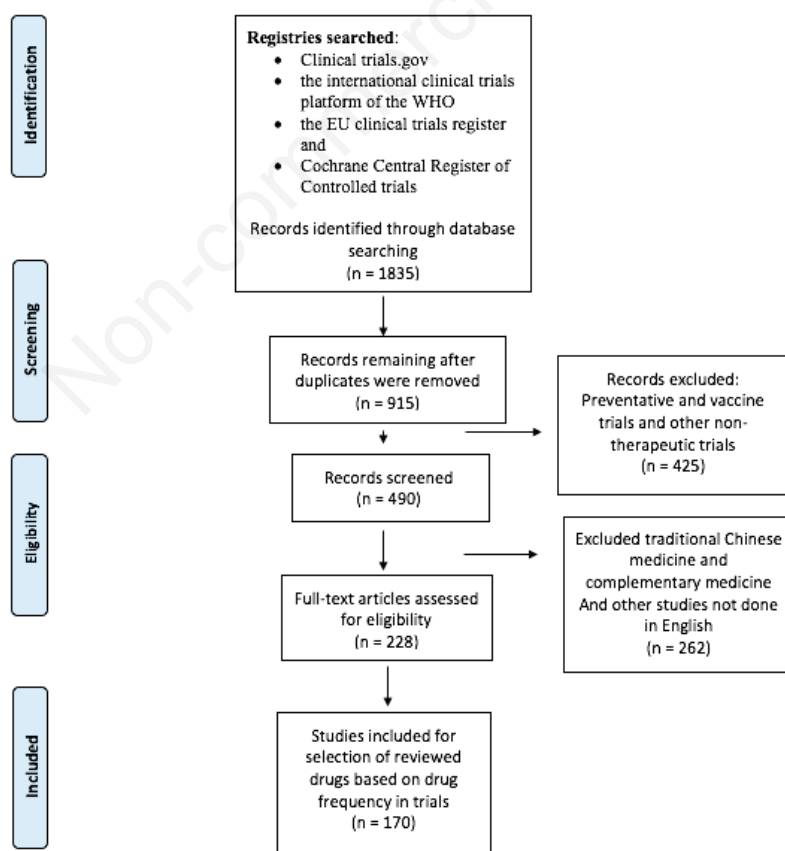 Identification
Registries searched:
• Clinical trials.gov
• the international clinical trials
platform of the WHO
• the EU clinical trials register
and
• Cochrane Central Register of
Controlled trials
Records identified through database
searching
(n = 1835)
Screening
Records remaining after
duplicates were removed
(n = 915)
Records excluded:
Preventative and vaccine
trials and other non-
therapeutic trials
(n = 425)
Eligibility
Records screened
(n = 490)
Excluded traditional Chinese
medicine and
complementary medicine
And other studies not done
in English
(n = 262)
Full-text articles assessed
for eligibility
(n = 228)
Included
Studies included for
selection of reviewed
drugs based on drug
frequency in trials
(n = 170)